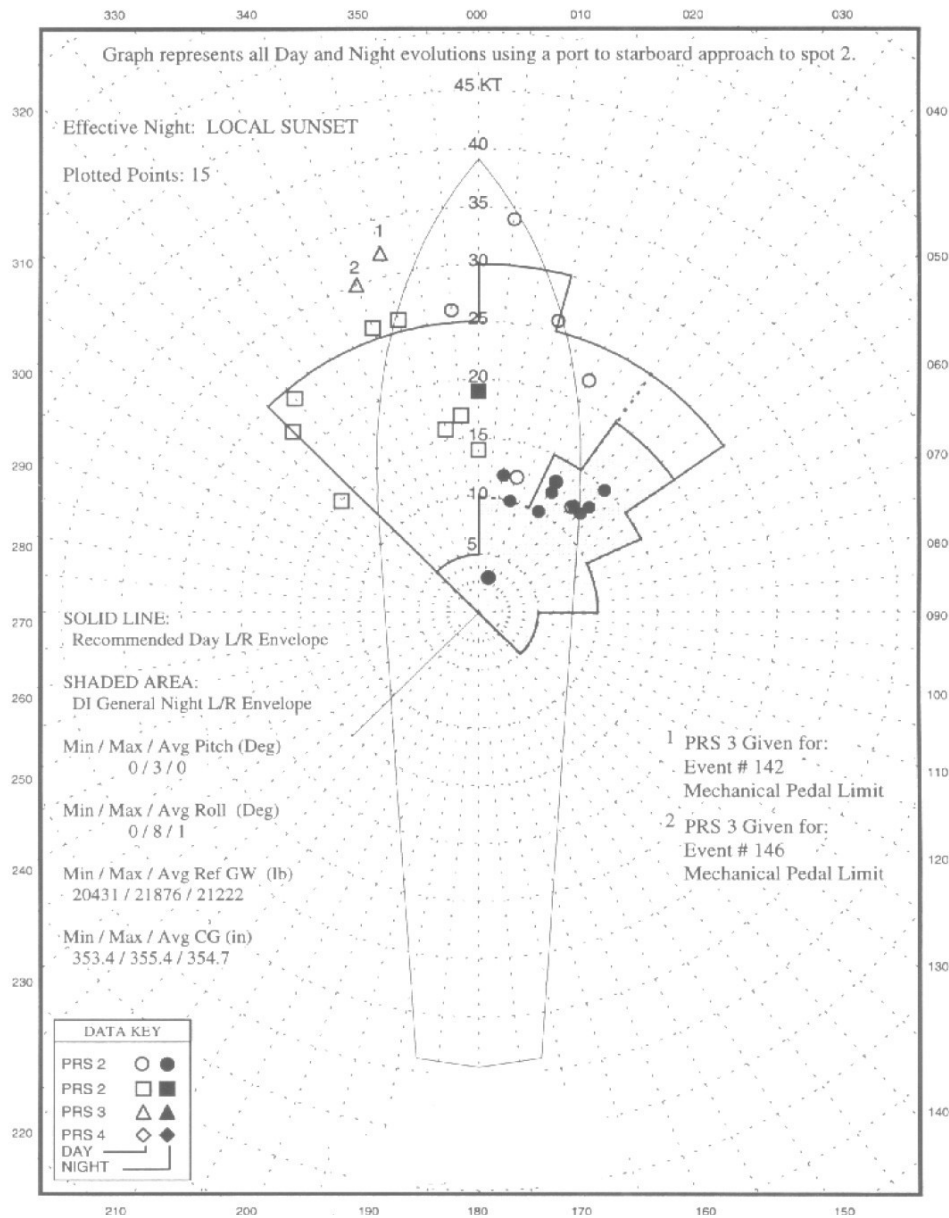 330 340 350 000 010 020 030
Graph represents all Day and Night evolutions using a port to starboard approach to spot 2.
45 KT
320 040
Effective Night: LOCAL SUNSET
40
Plotted Points: 15
35
1
310 30 050
2
25
300 20 060
15
290 070
10
280 5 080
270 090
SOLID LINE:
Recommended Day L/R Envelope
260 100
SHADED AREA:
DI General Night L/R Envelope
Min / Max / Avg Pitch (Deg)
0 / 3 / 0
250 110
Min / Max / Avg Roll (Deg)
0 / 8 / 1
240 120
Min / Max / Avg Ref GW (lb)
20431 / 21876 / 21222
Min / Max / Avg CG (in)
353.4 / 355.4 / 354.7
230 130
1 PRS 3 Given for:
Event # 142
Mechanical Pedal Limit
2 PRS 3 Given for:
Event # 146
Mechanical Pedal Limit
DATA KEY
PRS 2
PRS 2
PRS 3
PRS 4
DAY
NIGHT
220 140
210 200 190 180 170 160 150